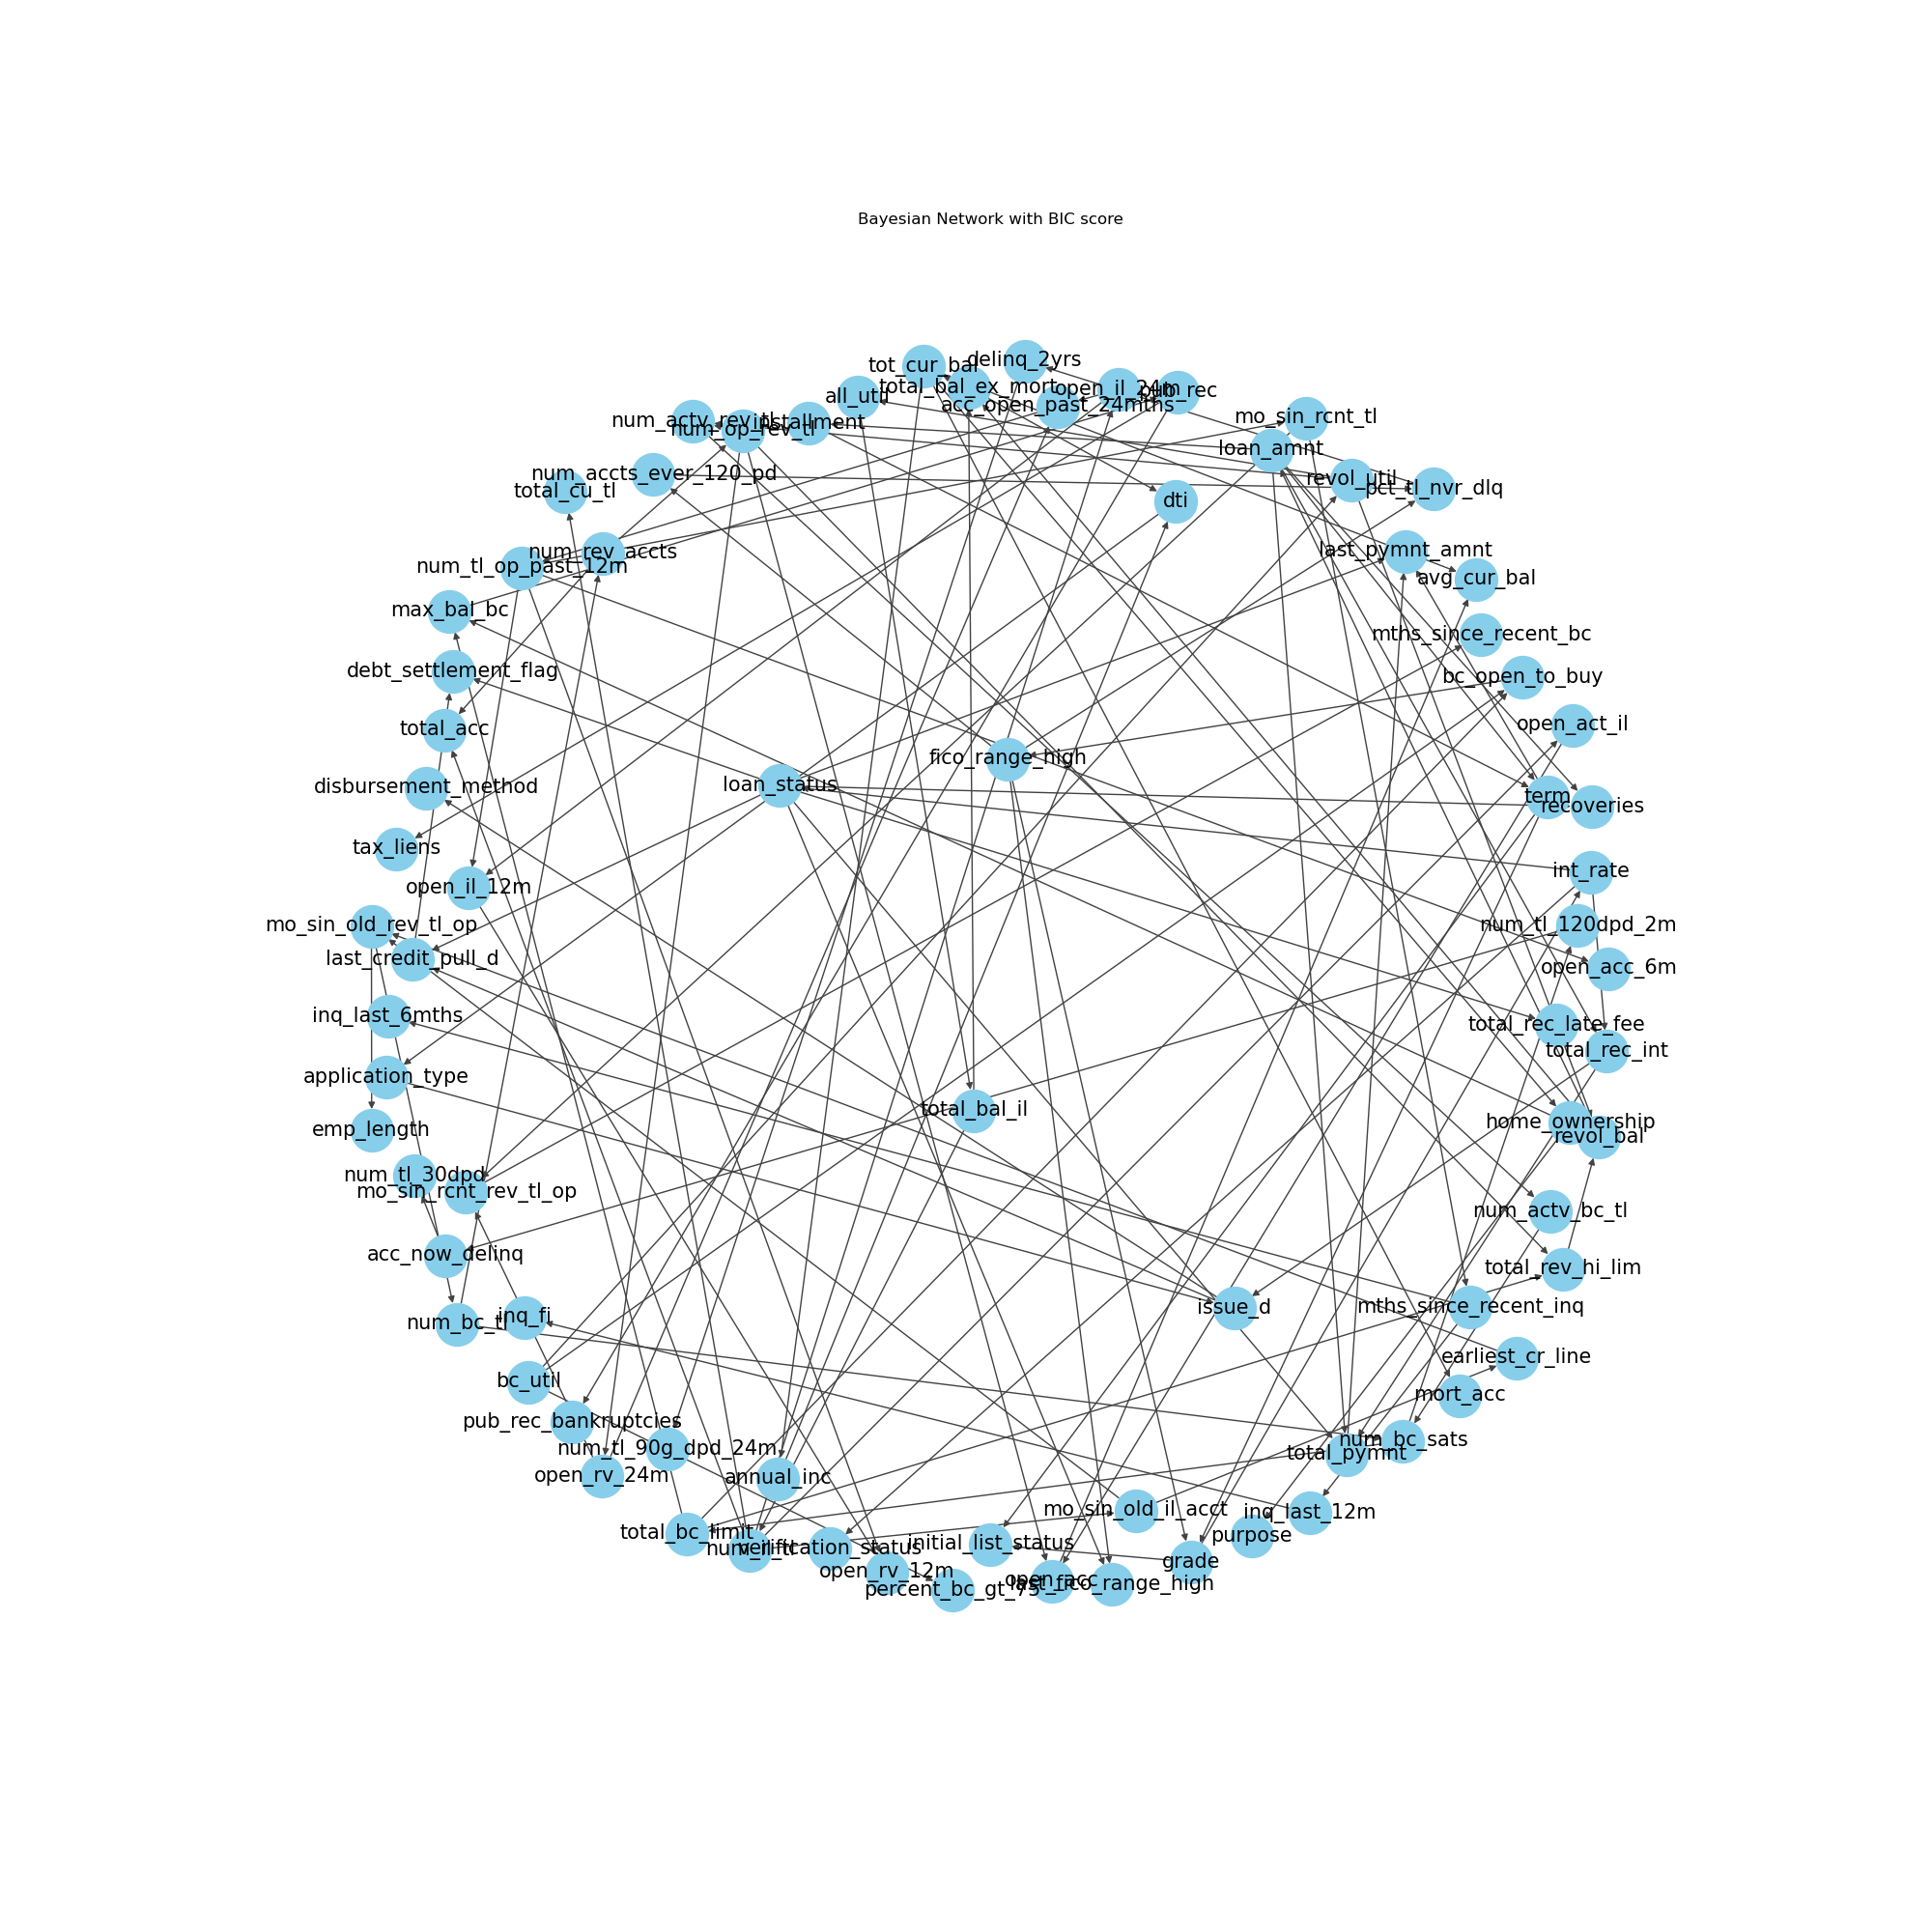 Bayesian Network with BIC score
delinq_2yrs
tot_cur_bal
total_bal_ex_mort
open_il_24m
pub_rec
all_util
acc_open_past_24mths
mo_sin_rcnt_tl
num_actv_rev_tl
installment
num_op_rev_tl
loan_amnt
num_accts_ever_120_pd
revol_util
total_cu_tl
pct_tl_nvr_dlq
dti
num_rev_accts
last_pymnt_amnt
num_tl_op_past_12m
avg_cur_bal
max_bal_bc
mths_since_recent_bc
debt_settlement_flag
bc_open_to_buy
total_acc
open_act_il
fico_range_high
disbursement_method
loan_status
term
recoveries
tax_liens
int_rate
open_il_12m
mo_sin_old_rev_tl_op
num_tl_120dpd_2m
last_credit_pull_d
open_acc_6m
inq_last_6mths
total_rec_late_fee
total_rec_int
application_type
total_bal_il
emp_length
home_ownership
revol_bal
num_tl_30dpd
mo_sin_rcnt_rev_tl_op
num_actv_bc_tl
acc_now_delinq
total_rev_hi_lim
num_bc_tl
inq_fi
issue_d
mths_since_recent_inq
earliest_cr_line
bc_util
mort_acc
pub_rec_bankruptcies
num_bc_sats
num_tl_90g_dpd_24m
total_pymnt
open_rv_24m
annual_inc
mo_sin_old_il_acct
inq_last_12m
total_bc_limit
purpose
num_il_tl
verification_status
initial_list_status
grade
open_rv_12m
percent_bc_gt_75
open_acc
last_fico_range_high